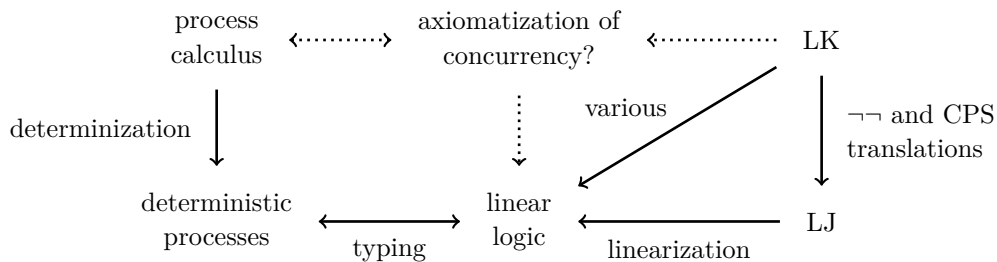 process
calculus
axiomatization of
concurrency?
LK
determinization
various
¬¬ and CPS
translations
deterministic
processes
typing
linear
logic
linearization
LJ